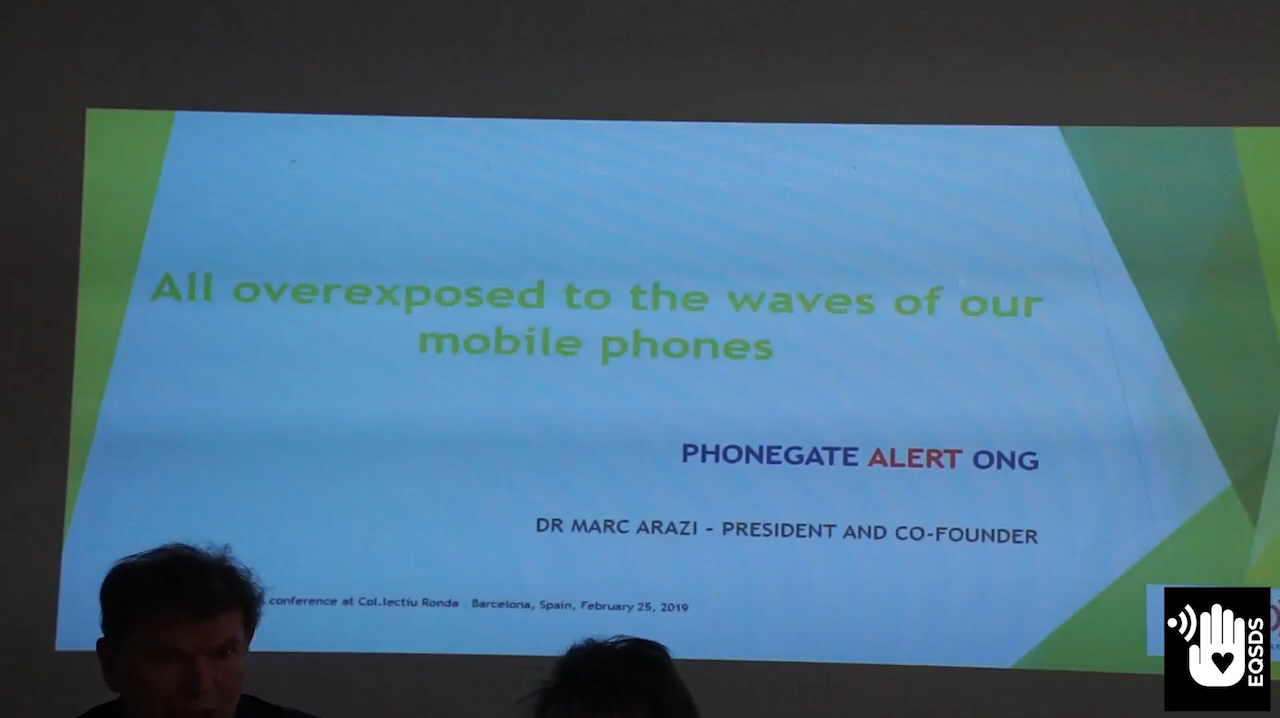 All overexposed to the waves of our
mobile phones
PHONEGATE ALERT ONG
DR MARC ARAZI - PRESIDENT AND CO-FOUNDER
conference at Col.lectiu Ronda . Barcelona, Spain, February 25, 2019
EQSDS